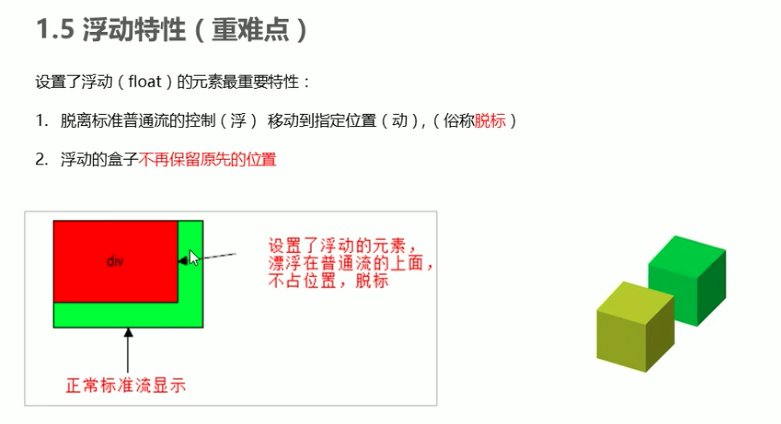 1.5 浮动特性（重难点）
设置了浮动（float）的元素最重要特性：
1. 脱离标准普通流的控制（浮） 移动到指定位置（动），（俗称脱标）
2. 浮动的盒子不再保留原先的位置
div
设置了浮动的元素，
漂浮在普通流的上面，
不占位置，脱标
正常标准流显示